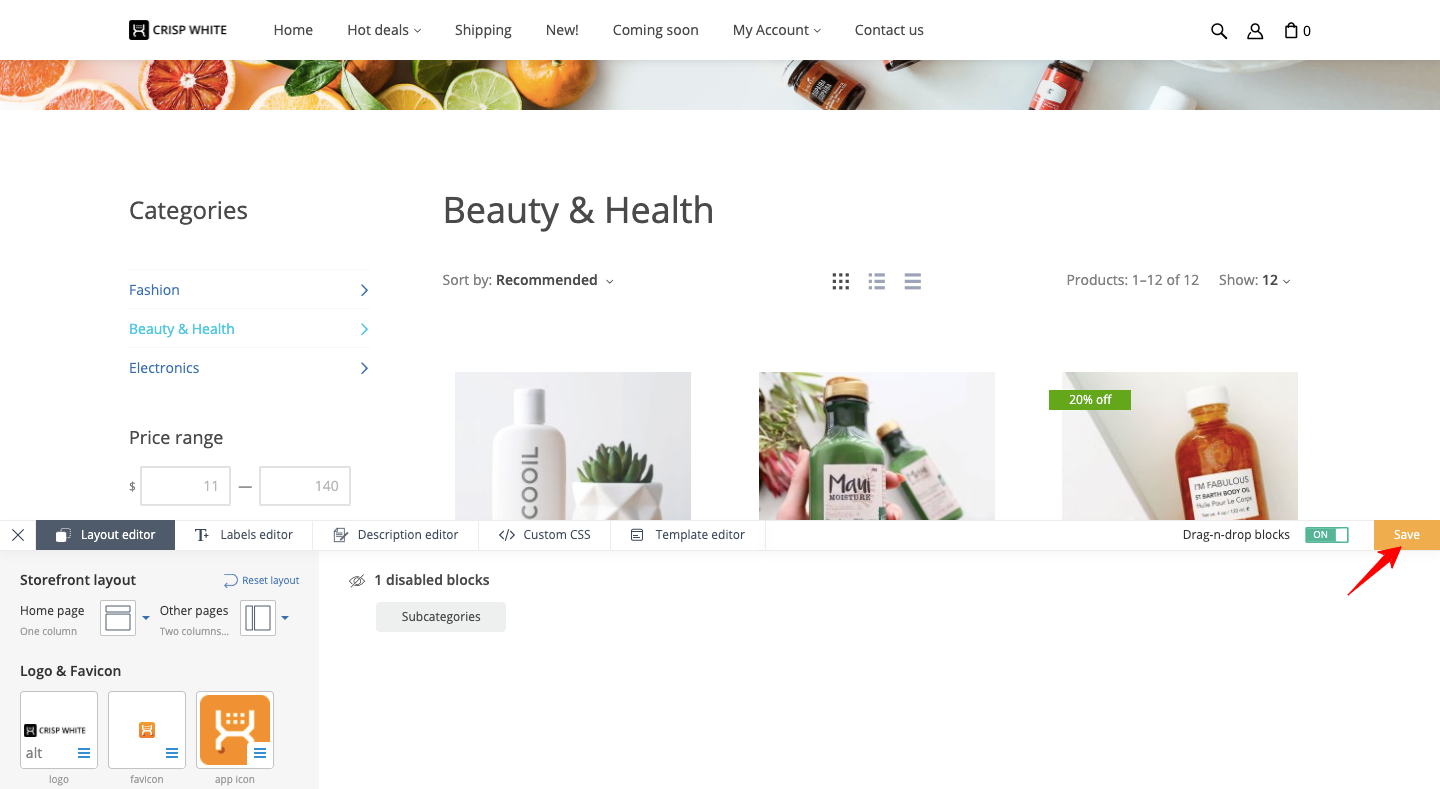 CRISP WHITE Home Hot deals Shipping New! Coming soon My Account Contact us 0
Categories
Beauty & Health
Sort by: Recommended Products: 1–12 of 12 Show: 12
Fashion
Beauty & Health
Electronics
Price range
$ 11 — 140
COOIL
Maui
MOISTURE
20% off
I'M FABULOUS
ST BARTH BODY OIL
Huile Pour Le Corps
Layout editor Labels editor Description editor Custom CSS Template editor Drag-n-drop blocks ON Save
Storefront layout Reset layout
Home page
One column
Other pages
Two columns...
1 disabled blocks
Subcategories
Logo & Favicon
CRISP WHITE
alt
logo favicon app icon